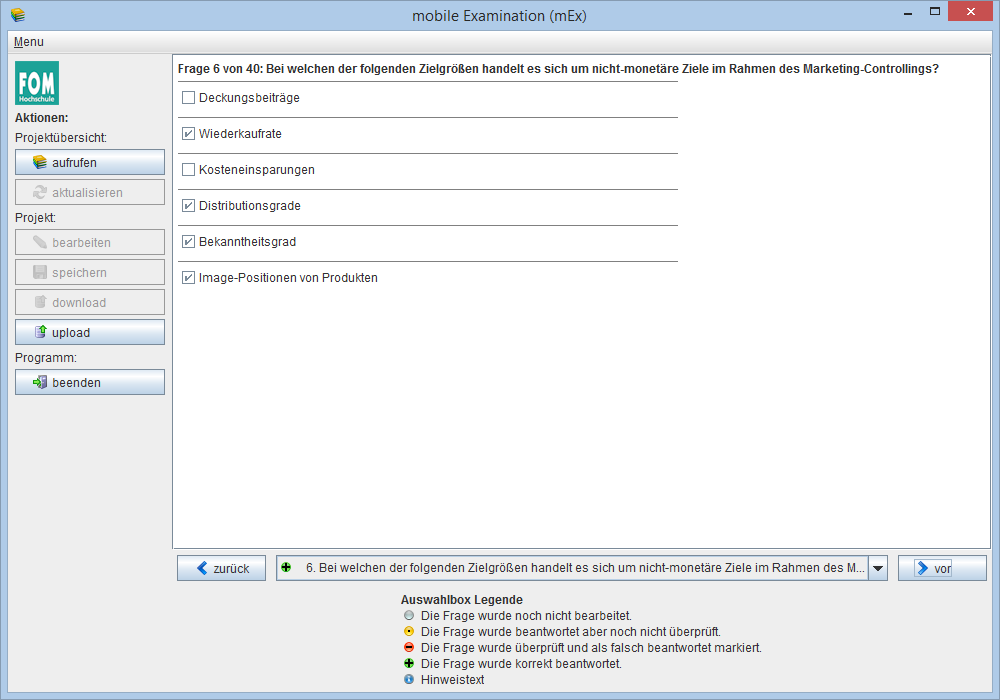 mobile Examination (mEx)
Menu
FOM
Hochschule
Aktionen:
Projektübersicht:
aufrufen
aktualisieren
Projekt:
bearbeiten
speichern
download
upload
Programm:
beenden
Frage 6 von 40: Bei welchen der folgenden Zielgrößen handelt es sich um nicht-monetäre Ziele im Rahmen des Marketing-Controllings?
Deckungsbeiträge
Wiederkaufrate
Kosteneinsparungen
Distributionsgrade
Bekanntheitsgrad
Image-Positionen von Produkten
zurück
6. Bei welchen der folgenden Zielgrößen handelt es sich um nicht-monetäre Ziele im Rahmen des M...
vor
Auswahlbox Legende
Die Frage wurde noch nicht bearbeitet.
Die Frage wurde beantwortet aber noch nicht überprüft.
Die Frage wurde überprüft und als falsch beantwortet markiert.
Die Frage wurde korrekt beantwortet.
Hinweistext